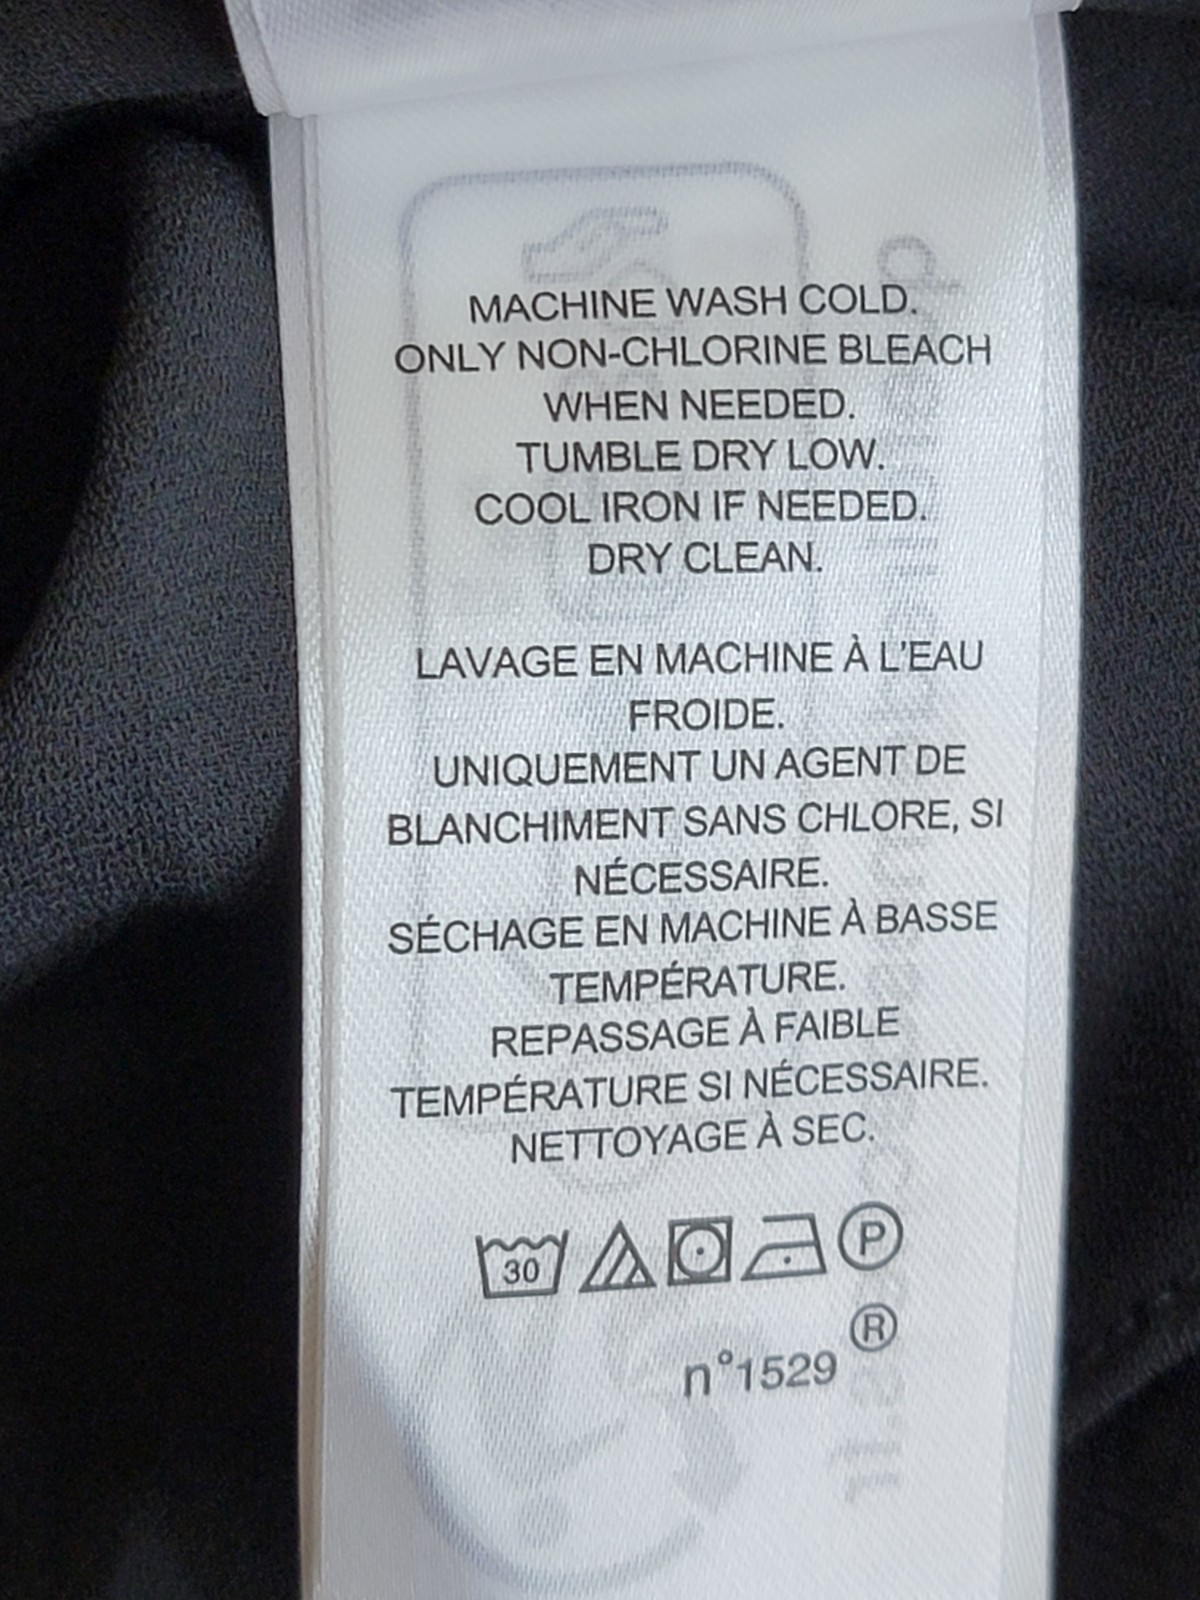 MACHINE WASH COLD.
ONLY NON-CHLORINE BLEACH
WHEN NEEDED.
TUMBLE DRY LOW.
COOL IRON IF NEEDED.
DRY CLEAN.
LAVAGE EN MACHINE À L'EAU
FROIDE.
UNIQUEMENT UN AGENT DE
BLANCHIMENT SANS CHLORE, SI
NÉCESSAIRE.
SÉCHAGE EN MACHINE À BASSE
TEMPÉRATURE.
REPASSAGE À FAIBLE
TEMPÉRATURE SI NÉCESSAIRE.
NETTOYAGE À SEC.
30 P
®
n°1529